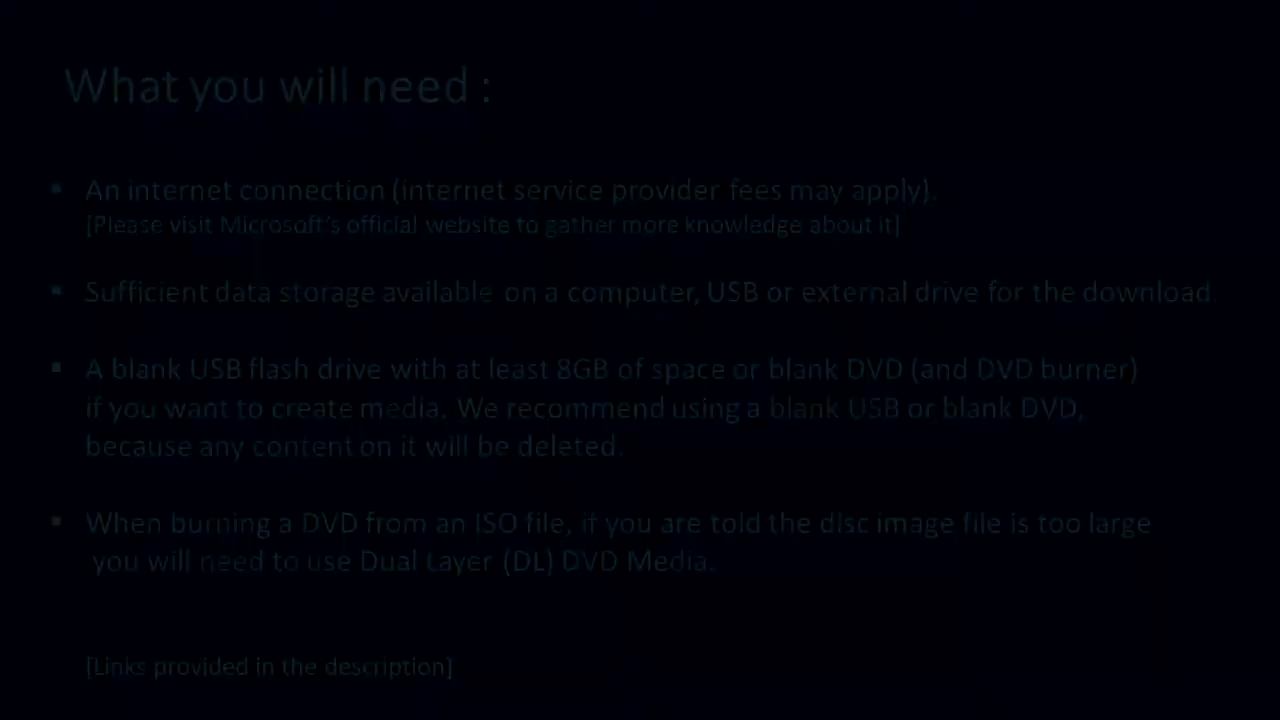 What you will need :
▪ An internet connection (internet service provider fees may apply).
[Please visit Microsoft's official website to gather more knowledge about it]
▪ Sufficient data storage available on a computer, USB or external drive for the download.
▪ A blank USB flash drive with at least 8GB of space or blank DVD (and DVD burner)
if you want to create media. We recommend using a blank USB or blank DVD,
because any content on it will be deleted.
▪ When burning a DVD from an ISO file, if you are told the disc image file is too large
you will need to use Dual Layer (DL) DVD Media.
[Links provided in the description]